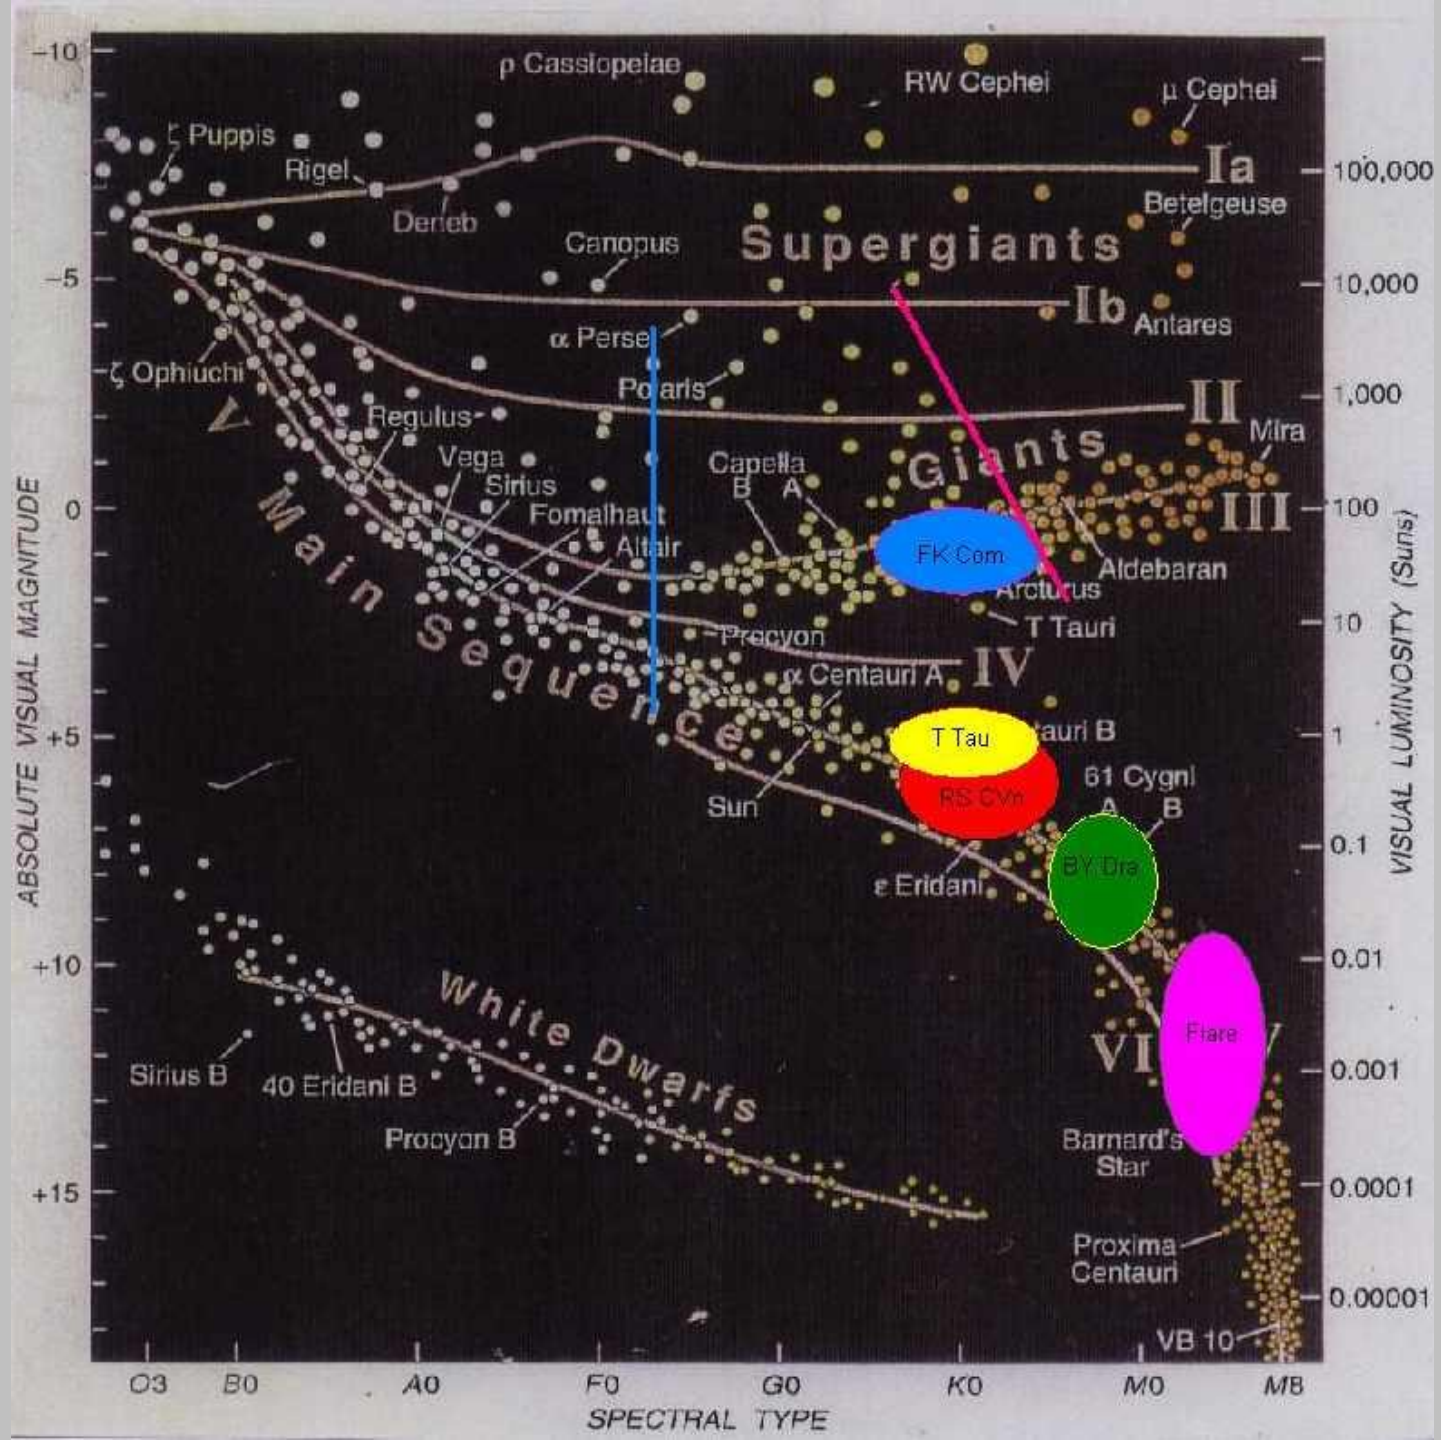 ρ Cassiopeiae
RW Cephei
μ Cephei
ζ Puppis
Rigel
Deneb
Ia
Betelgeuse
Canopus
Supergiants
Ib
Antares
α Perse
ζ Ophiuchi
Polaris
II
V
Regulus
Giants
Mira
Vega
Capella
B A
Sirius
III
Fomalhaut
Altair
FK Com
Aldebaran
Arcturus
T Tauri
Procyon
IV
Main Sequence
α Centauri A
T Tau
tauri B
61 Cygni
A B
Sun
RS CVn
BY Dra
ε Eridani
White Dwarfs
Flare
VI
Sirius B
40 Eridani B
Procyon B
Barnard's
Star
Proxima
Centauri
VB 10
ABSOLUTE VISUAL MAGNITUDE
−10
−5
0
+5
+10
+15
VISUAL LUMINOSITY (Suns)
100,000
10,000
1,000
100
10
1
0.1
0.01
0.001
0.0001
0.00001
O3 B0 A0 F0 G0 K0 M0 M8
SPECTRAL TYPE